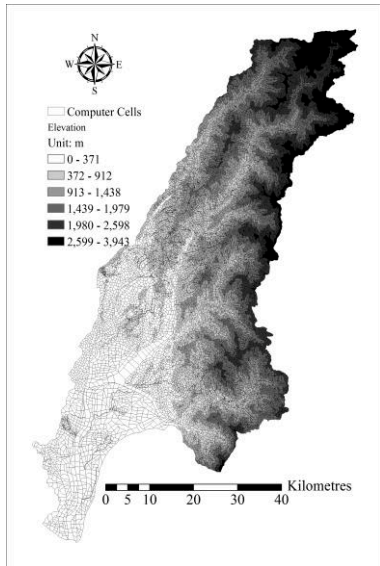 N
W E
S
Computer Cells
Elevation
Unit: m
0 - 371
372 - 912
913 - 1,438
1,439 - 1,979
1,980 - 2,598
2,599 - 3,943
Kilometres
0 5 10 20 30 40